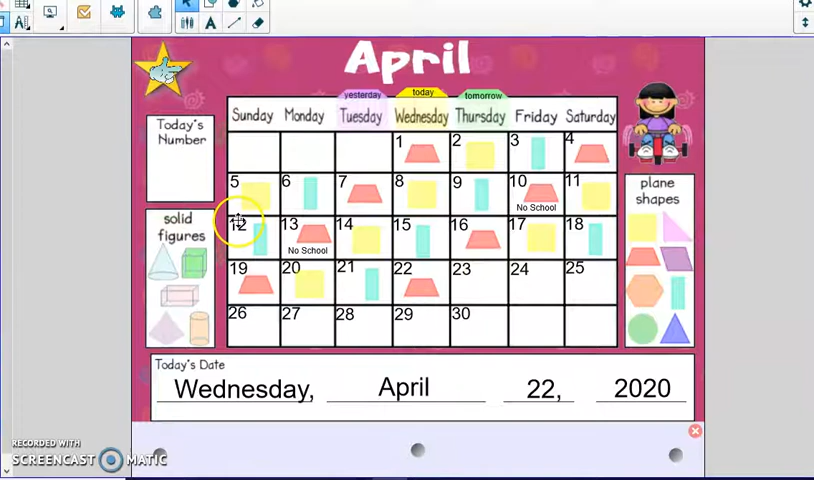 April
yesterday today tomorrow
Sunday Monday Tuesday Wednesday Thursday Friday Saturday
Today's
Number
1 2 3 4
5 6 7 8 9 10 11
No School
plane
shapes
12 13 14 15 16 17 18
No School
solid
figures
19 20 21 22 23 24 25
26 27 28 29 30
Today's Date
Wednesday, April 22, 2020
RECORDED WITH
SCREENCAST MATIC